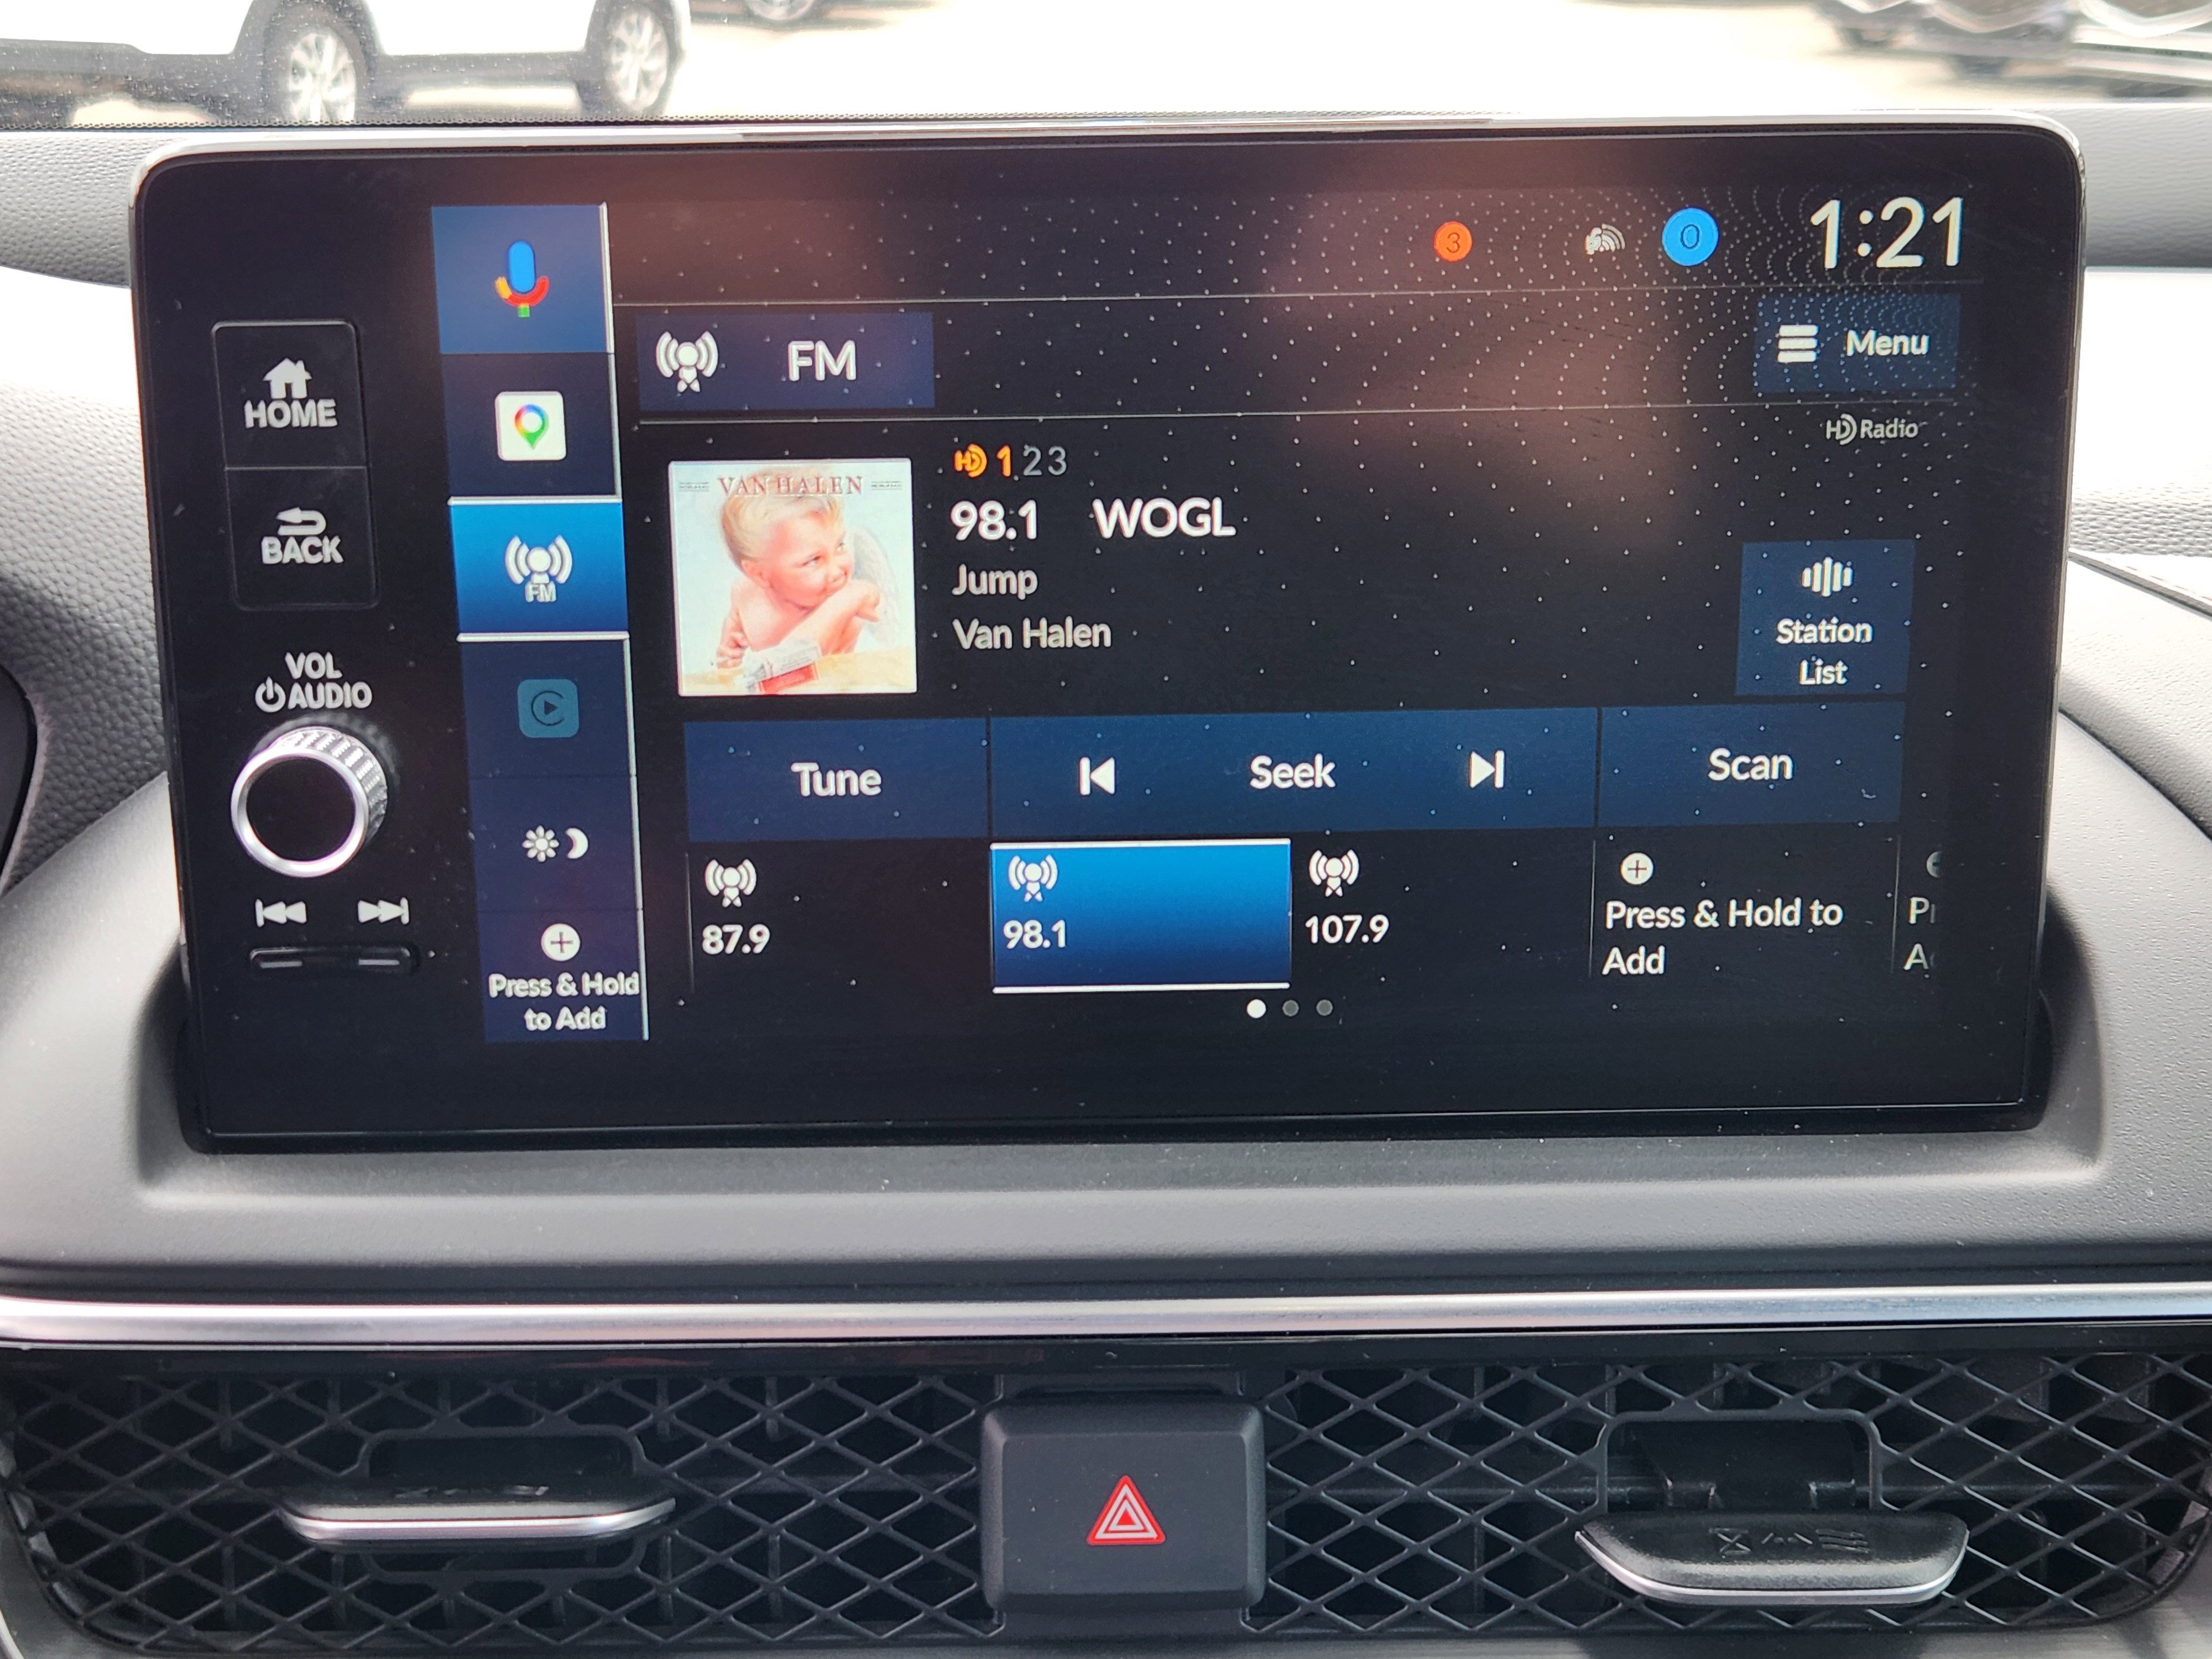 3
0
1:21
FM
Menu
HD Radio
HOME
BACK
VOL
AUDIO
FM
VAN HALEN
HD 1 2 3
98.1 WOGL
Jump
Van Halen
Station
List
Tune
Seek
Scan
87.9
98.1
107.9
Press & Hold to
Add
Press & Hold
to Add